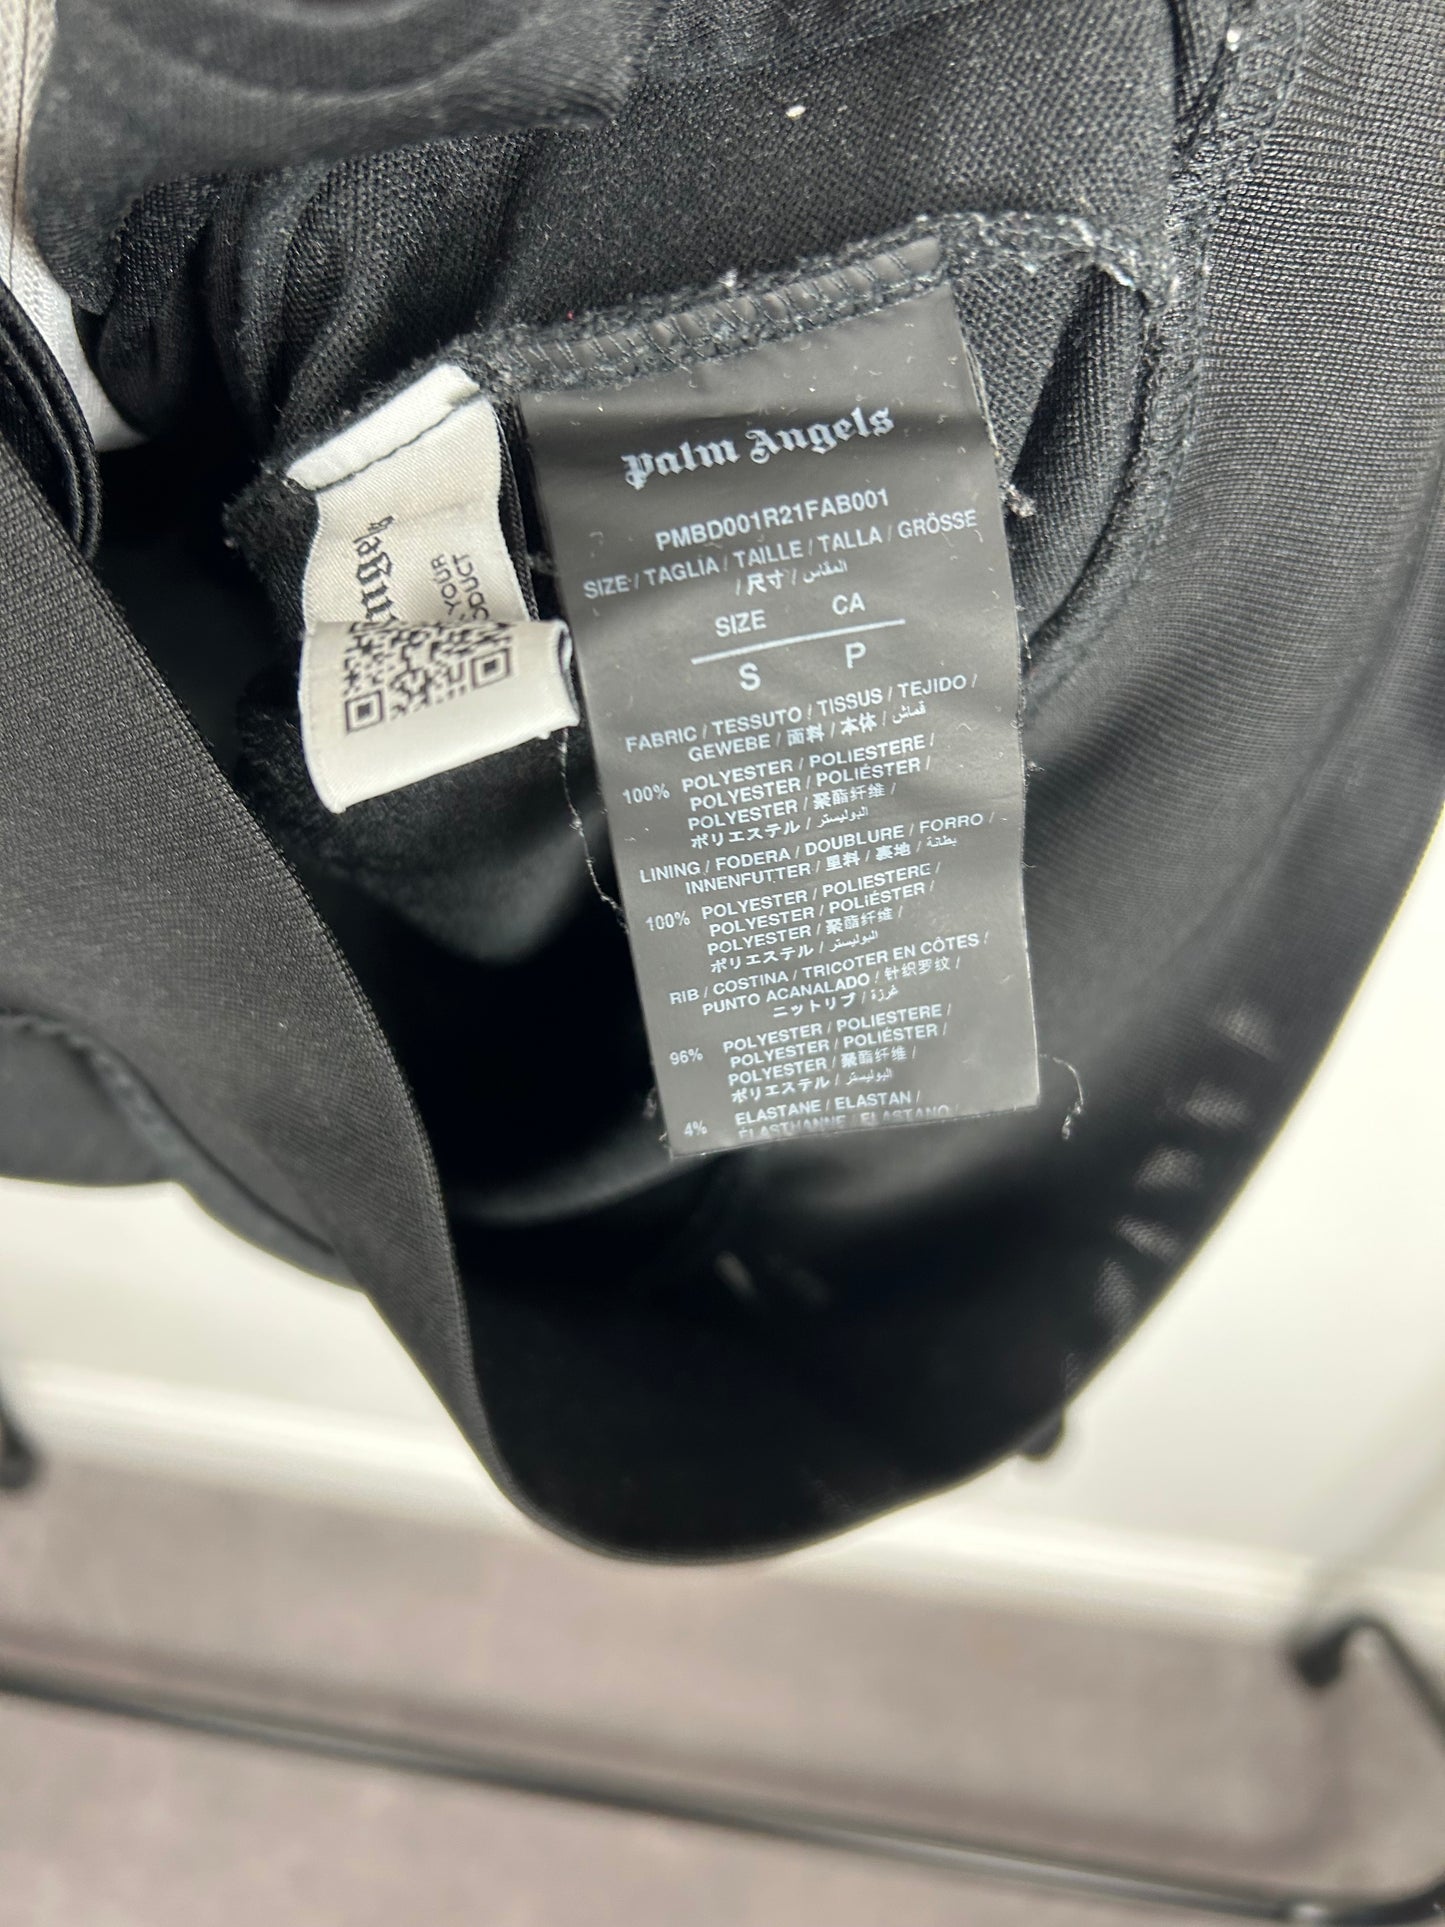 Palm Angels
PMBD001R21FAB001
SIZE / TAGLIA / TAILLE / TALLA / GRÖSSE
/ 尺寸 / المقاس
SIZE CA
S P
FABRIC / TESSUTO / TISSUS / TEJIDO /
GEWEBE / 面料 / 本体 / قماش
100% POLYESTER / POLIESTERE /
POLYESTER / POLIÉSTER /
POLYESTER / 聚酯纤维 /
ポリエステル / البوليستر
LINING / FODERA / DOUBLURE / FORRO /
INNENFUTTER / 里料 / 裏地 / بطانة
100% POLYESTER / POLIESTERE /
POLYESTER / POLIÉSTER /
POLYESTER / 聚酯纤维 /
ポリエステル / البوليستر
RIB / COSTINA / TRICOTER EN CÔTES /
PUNTO ACANALADO / 针织罗纹 /
ニットリブ / غرزة
96% POLYESTER / POLIESTERE /
POLYESTER / POLIÉSTER /
POLYESTER / 聚酯纤维 /
ポリエステル / البوليستر
4% ELASTANE / ELASTAN /
ÉLASTHANNE / ELASTANO
YOUR